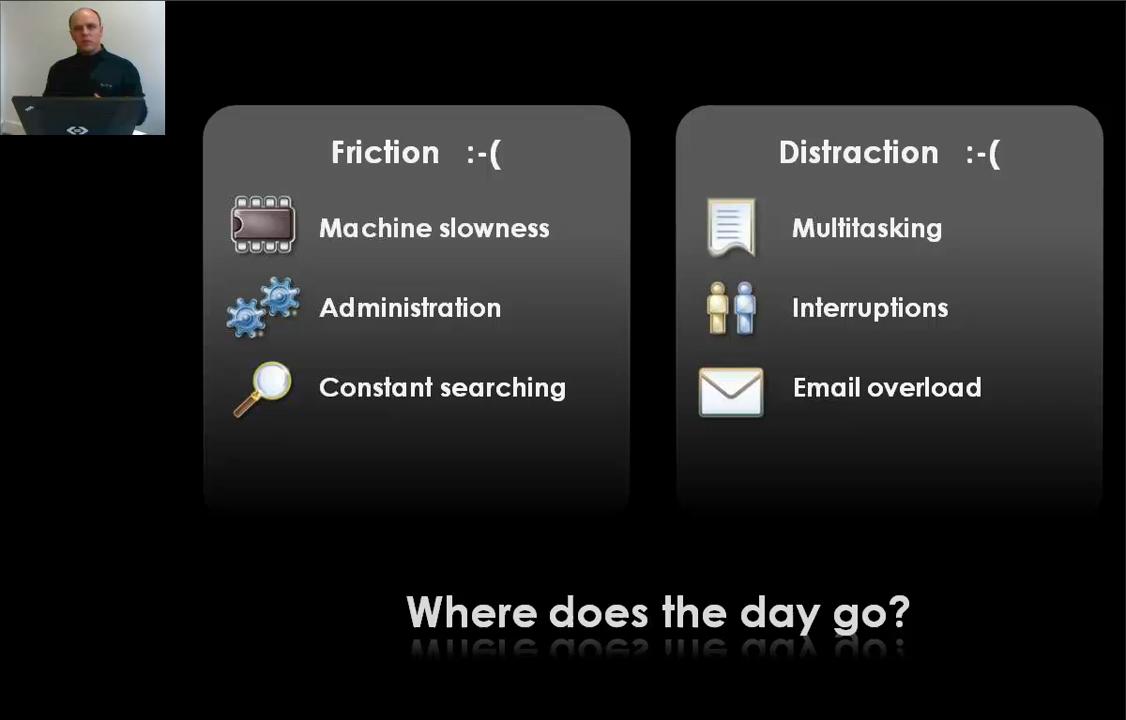 Friction :-(
Machine slowness
Administration
Constant searching
Distraction :-(
Multitasking
Interruptions
Email overload
Where does the day go?